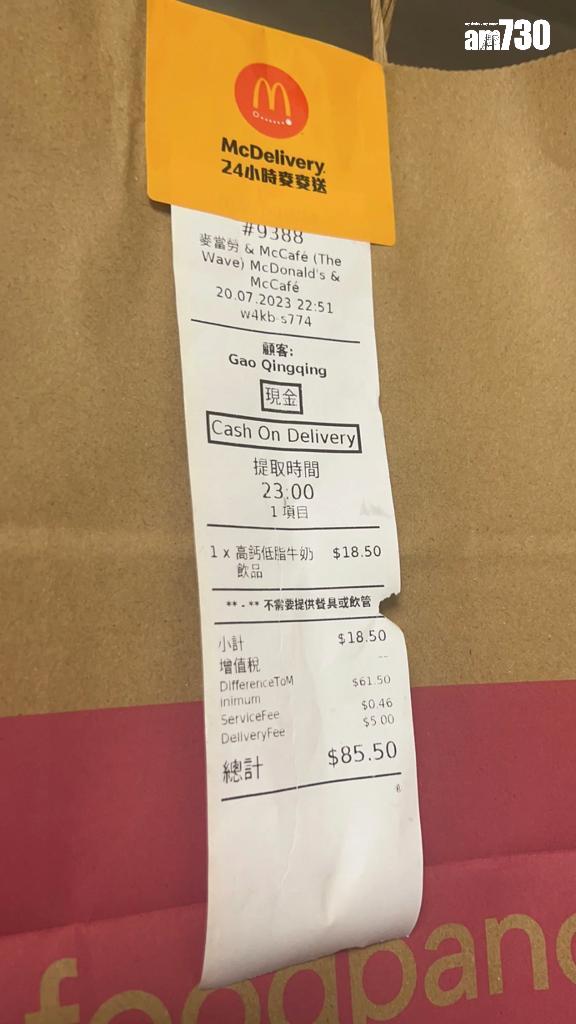 am730
McDelivery
24小時麥麥送
#9388
麥當勞 & McCafé (The
Wave) McDonald's &
McCafé
20.07.2023 22:51
w4kb-s774
顧客:
Gao Qingqing
現金
Cash On Delivery
提取時間
23:00
1 項目
1 x 高鈣低脂牛奶 $18.50
飲品
** - ** 不需要提供餐具或飲管
小計 $18.50
增值稅 --
DifferenceToM $61.50
inimum
ServiceFee $0.46
DeliveryFee $5.00
總計 $85.50
foodpan